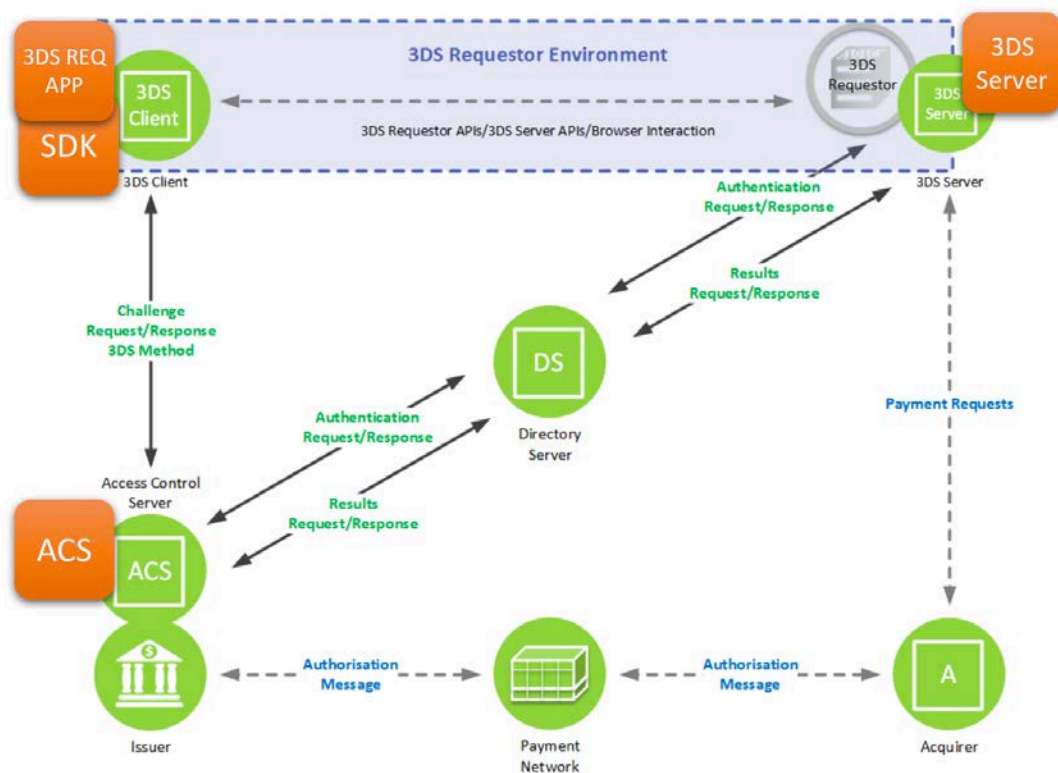 3DS REQ
APP
SDK
3DS
Client
3DS Client
3DS Requestor Environment
3DS Requestor APIs/3DS Server APIs/Browser Interaction
3DS
Requestor
3DS
Server
3DS
Server
3DS Server
Authentication
Request/Response
Results
Request/Response
Challenge
Request/Response
3DS Method
DS
Directory
Server
Payment Requests
Authentication
Request/Response
Results
Request/Response
Access Control
Server
ACS
ACS
$
Issuer
Authorisation
Message
Payment
Network
Authorisation
Message
A
Acquirer